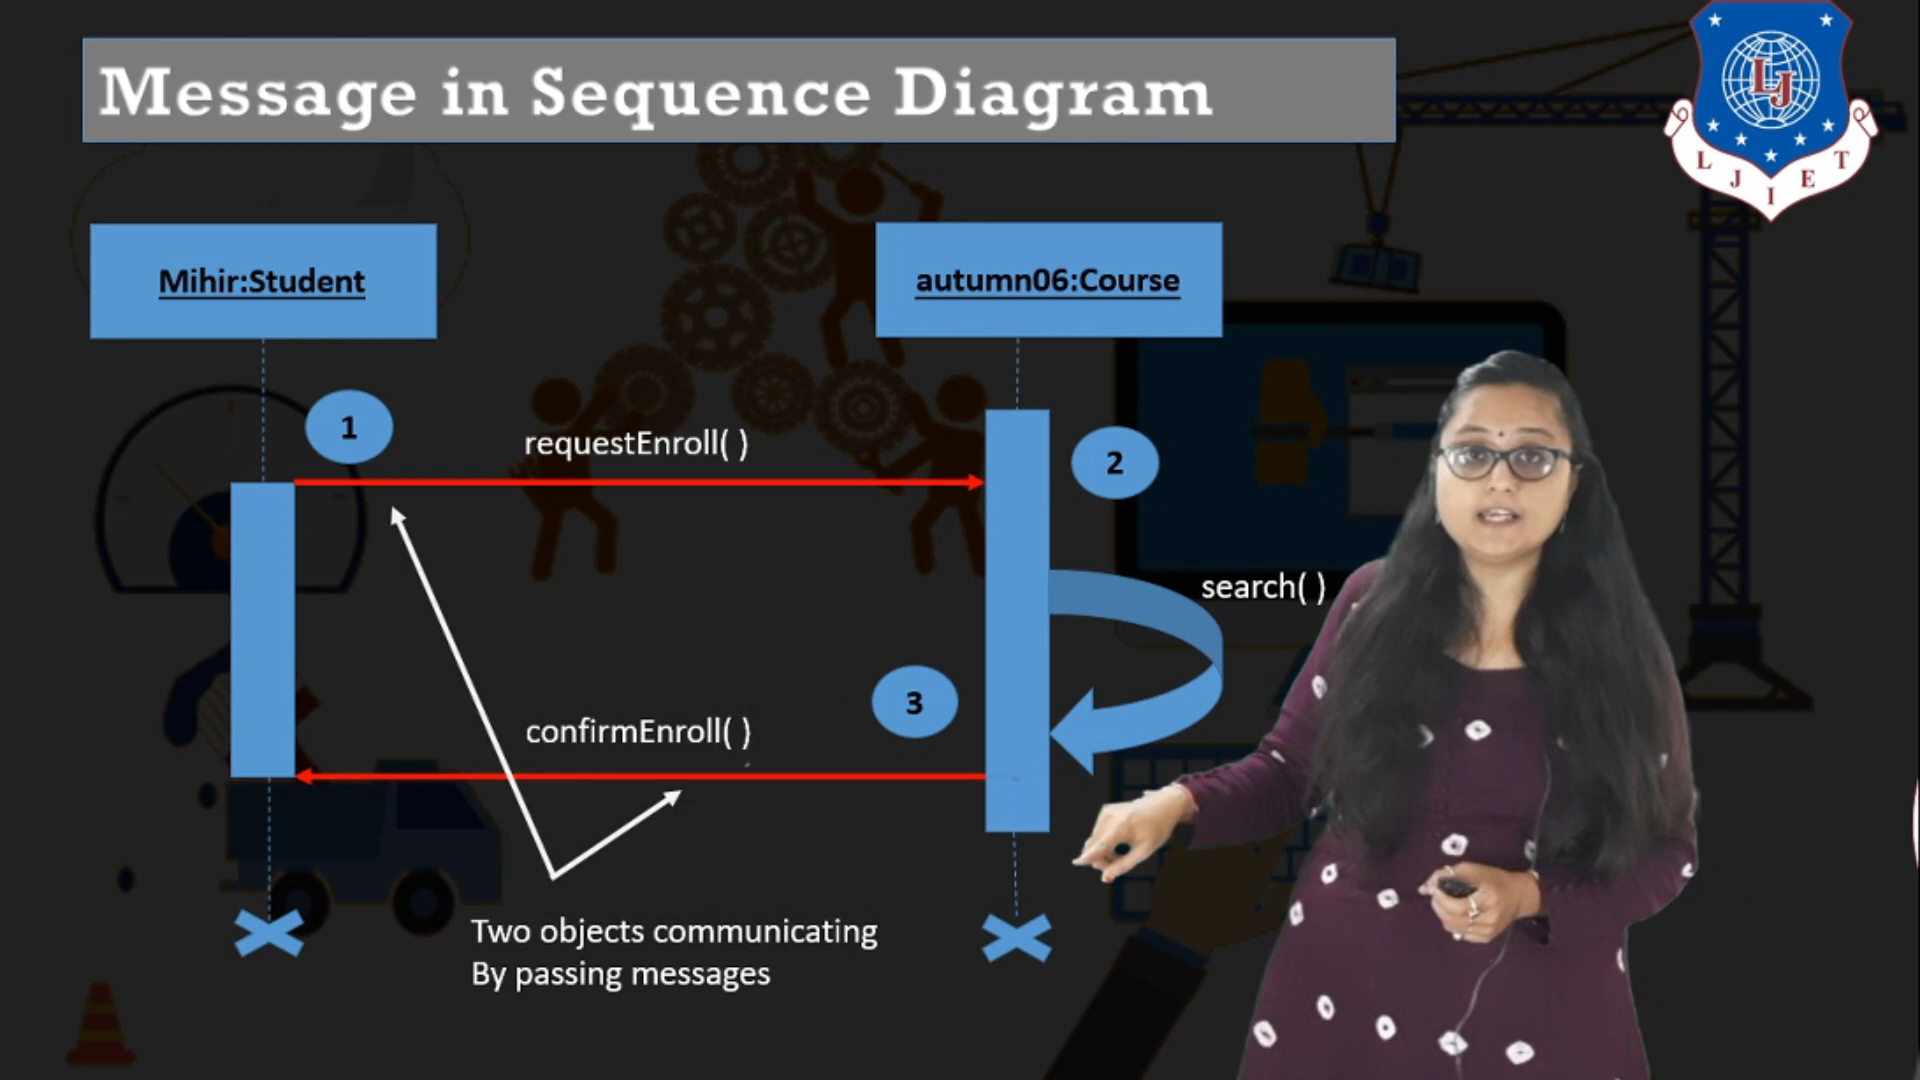 Message in Sequence Diagram
LJ
L J I E T
Mihir:Student
autumn06:Course
1
requestEnroll( )
2
search( )
3
confirmEnroll( )
Two objects communicating
By passing messages